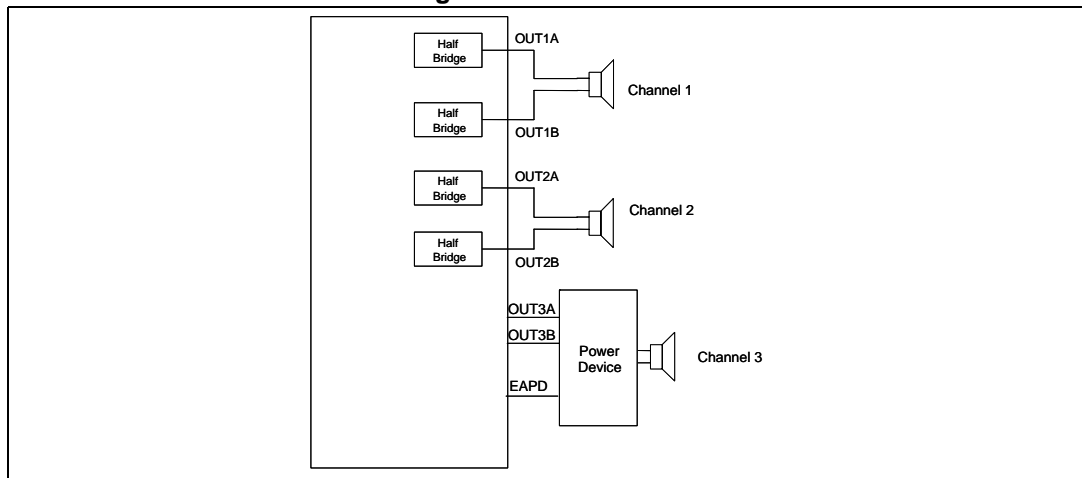 Half
Bridge
OUT1A
Channel 1
Half
Bridge
OUT1B
Half
Bridge
OUT2A
Channel 2
Half
Bridge
OUT2B
OUT3A
OUT3B
Power
Device
Channel 3
EAPD